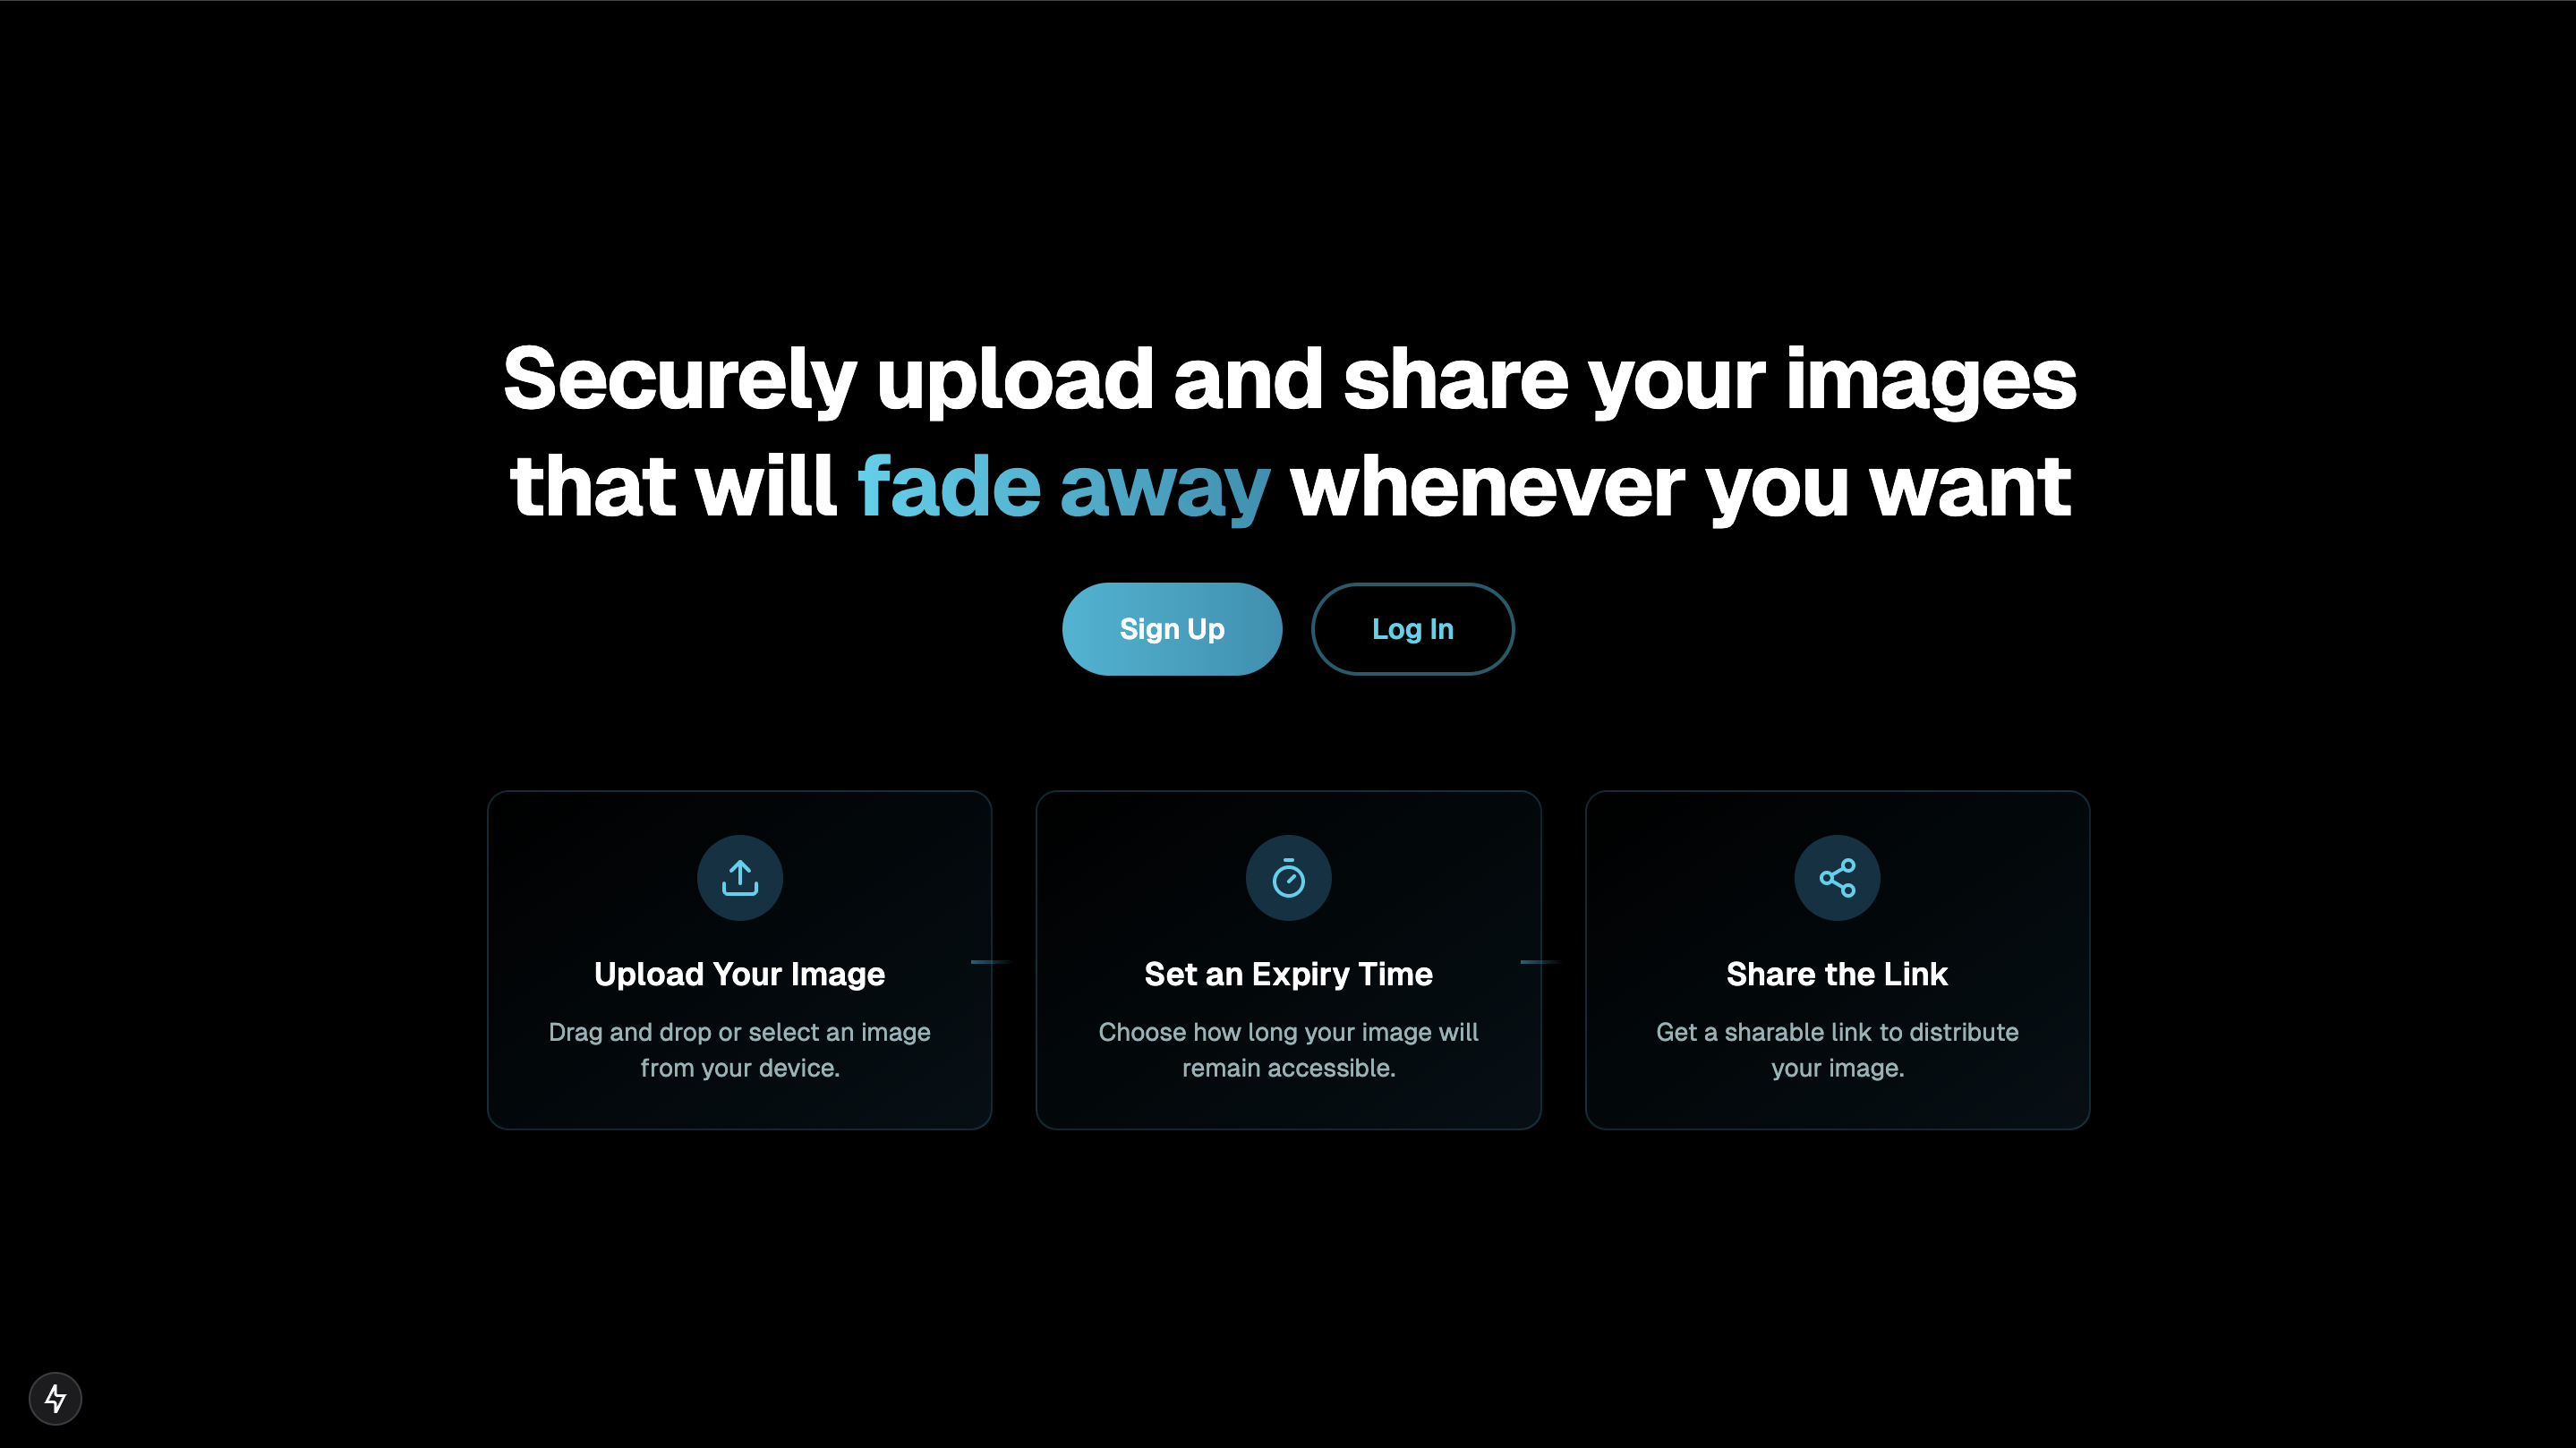 Securely upload and share your images
that will fade away whenever you want
Sign Up
Log In
Upload Your Image
Drag and drop or select an image
from your device.
Set an Expiry Time
Choose how long your image will
remain accessible.
Share the Link
Get a sharable link to distribute
your image.